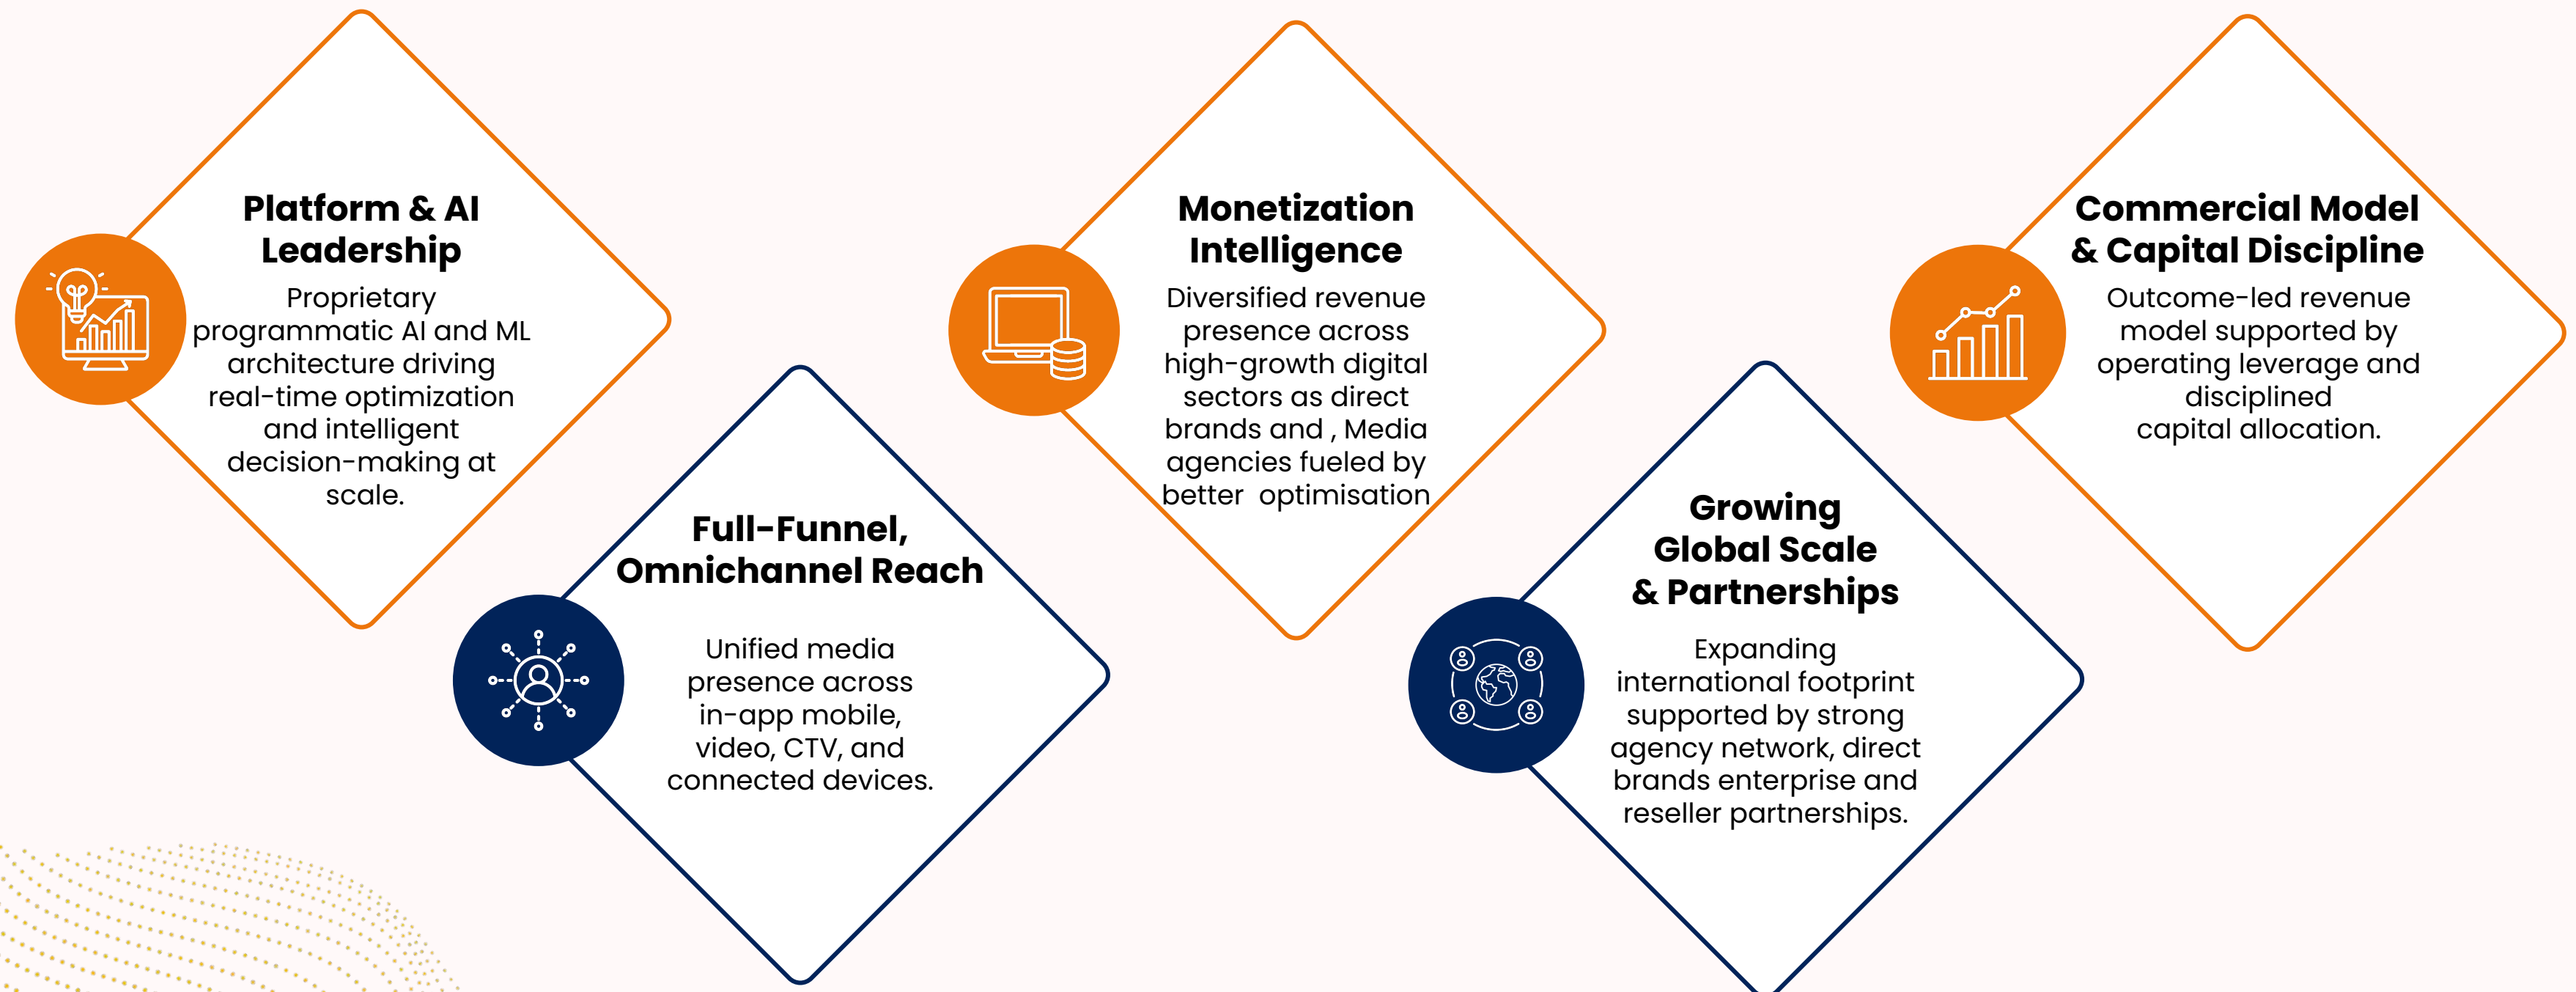 Platform & AI
Leadership
Proprietary
programmatic AI and ML
architecture driving
real-time optimization
and intelligent
decision-making at
scale.
Full-Funnel,
Omnichannel Reach
Unified media
presence across
in-app mobile,
video, CTV, and
connected devices.
Monetization
Intelligence
Diversified revenue
presence across
high-growth digital
sectors as direct
brands and , Media
agencies fueled by
better  optimisation
Growing
Global Scale
& Partnerships
Expanding
international footprint
supported by strong
agency network, direct
brands enterprise and
reseller partnerships.
Commercial Model
& Capital Discipline
Outcome-led revenue
model supported by
operating leverage and
disciplined
capital allocation.